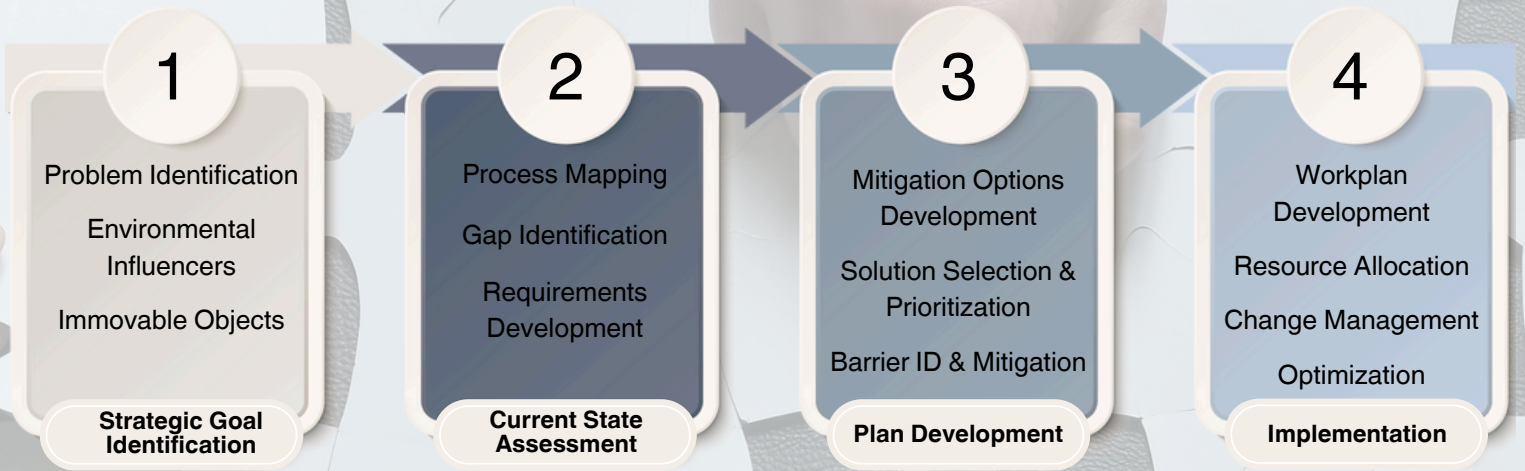 1
Problem Identification
Environmental
Influencers
Immovable Objects
Strategic Goal
Identification
2
Process Mapping
Gap Identification
Requirements
Development
Current State
Assessment
3
Mitigation Options
Development
Solution Selection &
Prioritization
Barrier ID & Mitigation
Plan Development
4
Workplan
Development
Resource Allocation
Change Management
Optimization
Implementation